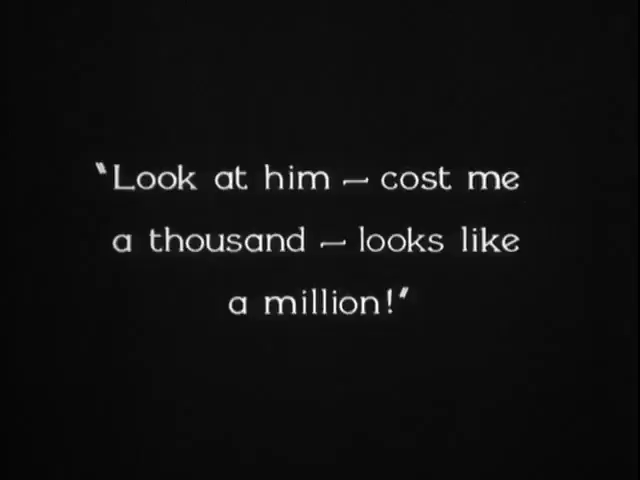 "Look at him — cost me
a thousand — looks like
a million!"